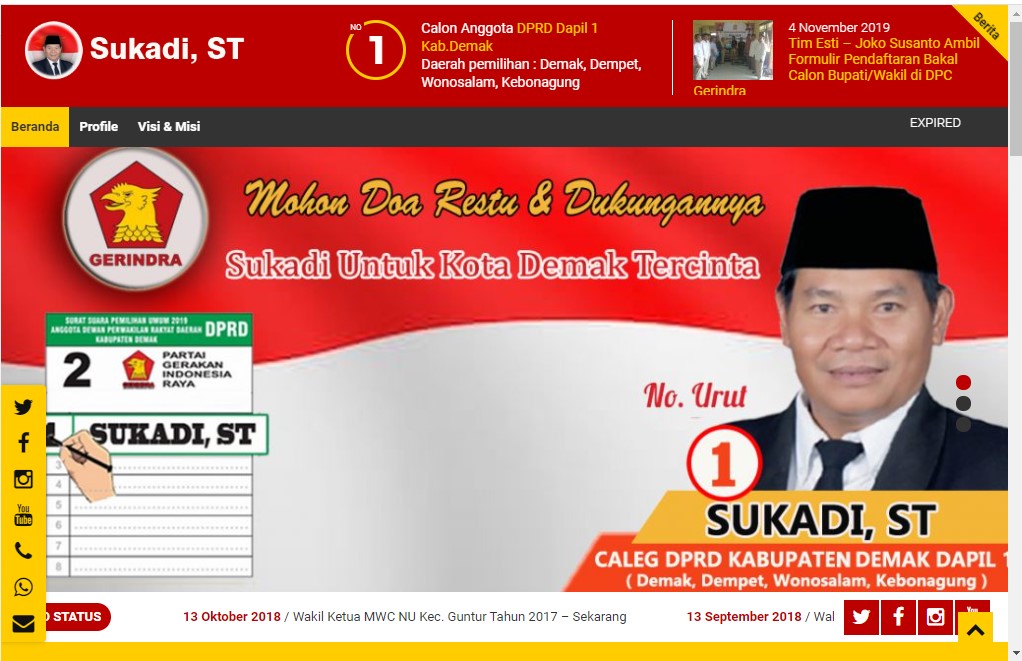 Sukadi, ST
NO
1
Calon Anggota DPRD Dapil 1
Kab.Demak
Daerah pemilihan : Demak, Dempet,
Wonosalam, Kebonagung
4 November 2019
Tim Esti – Joko Susanto Ambil
Formulir Pendaftaran Bakal
Calon Bupati/Wakil di DPC
Gerindra
Berita
Beranda
Profile
Visi & Misi
EXPIRED
GERINDRA
Mohon Doa Restu & Dukungannya
Sukadi Untuk Kota Demak Tercinta
SURAT SUARA PEMILIHAN UMUM 2019
ANGGOTA DEWAN PERWAKILAN RAKYAT DAERAH
KABUPATEN DEMAK
DPRD
2
PARTAI
GERAKAN
INDONESIA
RAYA
SUKADI, ST
3
4
5
6
7
8
No. Urut
1
SUKADI, ST
CALEG DPRD KABUPATEN DEMAK DAPIL 1
( Demak, Dempet, Wonosalam, Kebonagung )
You
Tube
STATUS
13 Oktober 2018 / Wakil Ketua MWC NU Kec. Guntur Tahun 2017 – Sekarang
13 September 2018 / Wal
You